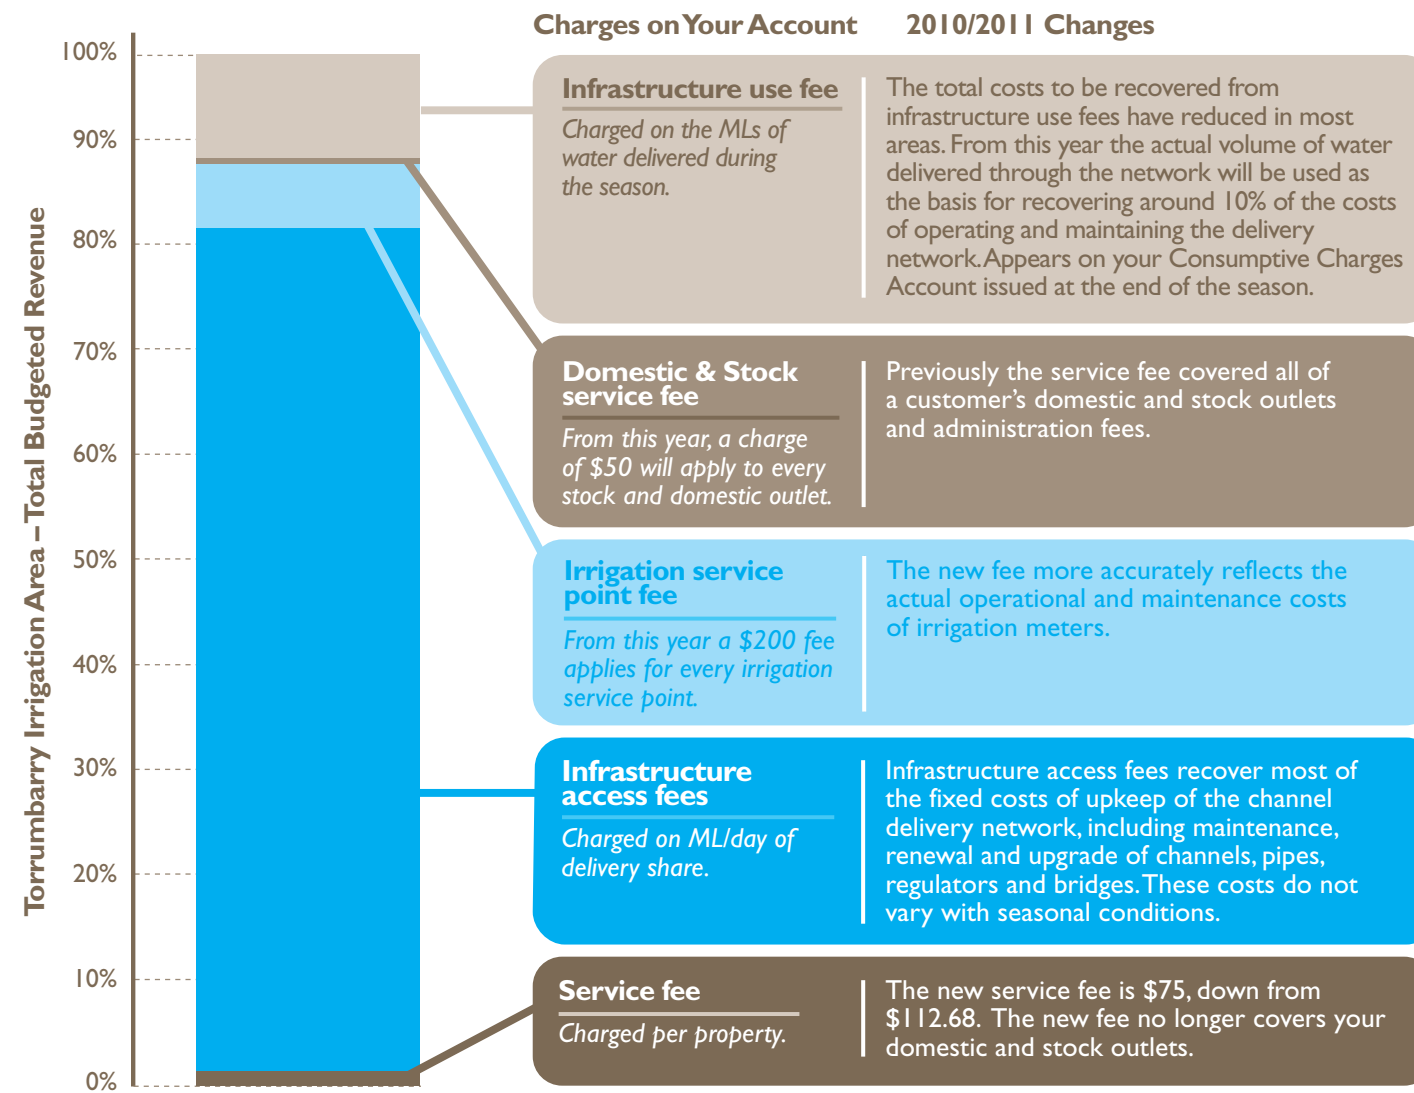 Charges on Your Account
2010/2011 Changes
Torrumbarry Irrigation Area – Total Budgeted Revenue
100%
90%
80%
70%
60%
50%
40%
30%
20%
10%
0%
Infrastructure use fee
Charged on the MLs of
water delivered during
the season.
The total costs to be recovered from
infrastructure use fees have reduced in most
areas. From this year the actual volume of water
delivered through the network will be used as
the basis for recovering around 10% of the costs
of operating and maintaining the delivery
network. Appears on your Consumptive Charges
Account issued at the end of the season.
Domestic & Stock
service fee
From this year, a charge
of $50 will apply to every
stock and domestic outlet.
Previously the service fee covered all of
a customer’s domestic and stock outlets
and administration fees.
Irrigation service
point fee
From this year a $200 fee
applies for every irrigation
service point.
The new fee more accurately reflects the
actual operational and maintenance costs
of irrigation meters.
Infrastructure
access fees
Charged on ML/day of
delivery share.
Infrastructure access fees recover most of
the fixed costs of upkeep of the channel
delivery network, including maintenance,
renewal and upgrade of channels, pipes,
regulators and bridges. These costs do not
vary with seasonal conditions.
Service fee
Charged per property.
The new service fee is $75, down from
$112.68. The new fee no longer covers your
domestic and stock outlets.